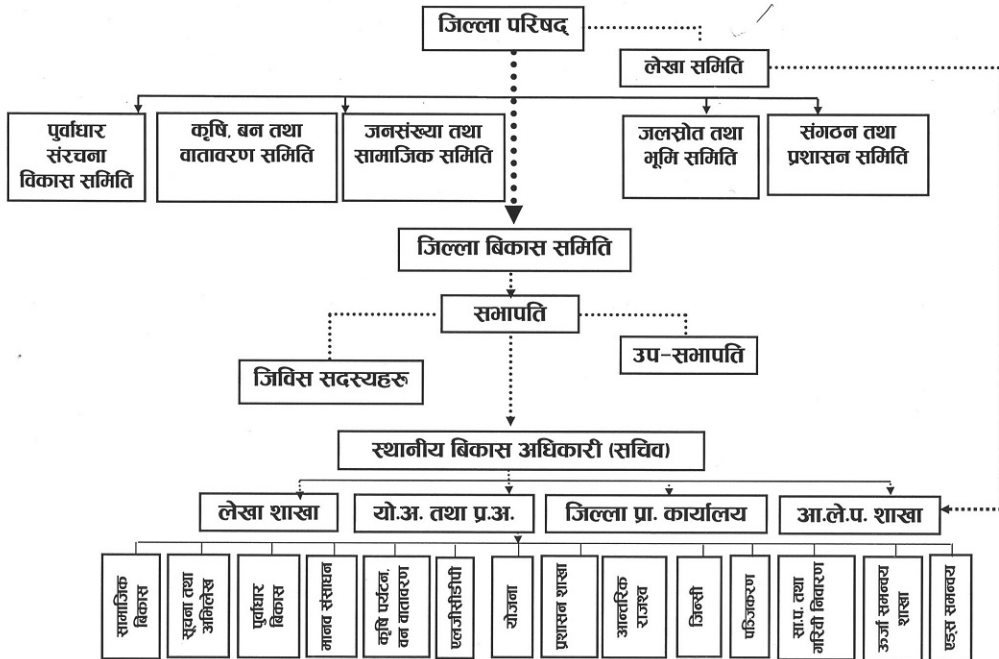 जिल्ला परिषद्
लेखा समिति
पुर्वाधार
संरचना
विकास समिति
कृषि, बन तथा
वातावरण समिति
जनसंख्या तथा
सामाजिक समिति
जलस्रोत तथा
भूमि समिति
संगठन तथा
प्रशासन समिति
जिल्ला बिकास समिति
सभापति
उप-सभापति
जिविस सदस्यहरु
स्थानीय बिकास अधिकारी (सचिव)
लेखा शाखा
यो.अ. तथा प्र.अ.
जिल्ला प्रा. कार्यालय
आ.ले.प. शाखा
सामाजिक
बिकास
सूचना तथा
अभिलेख
पुर्वाधार
बिकास
मानव संसाधन
कृषि पर्यटन,
वन वातावरण
एलजीसीडीपी
योजना
प्रशासन शाखा
आन्तरिक
राजश्व
जिन्सी
पञ्जिकरण
सा.प. तथा
गरिवी निवारण
उर्जा समन्वय
शाखा
एड्स समन्वय